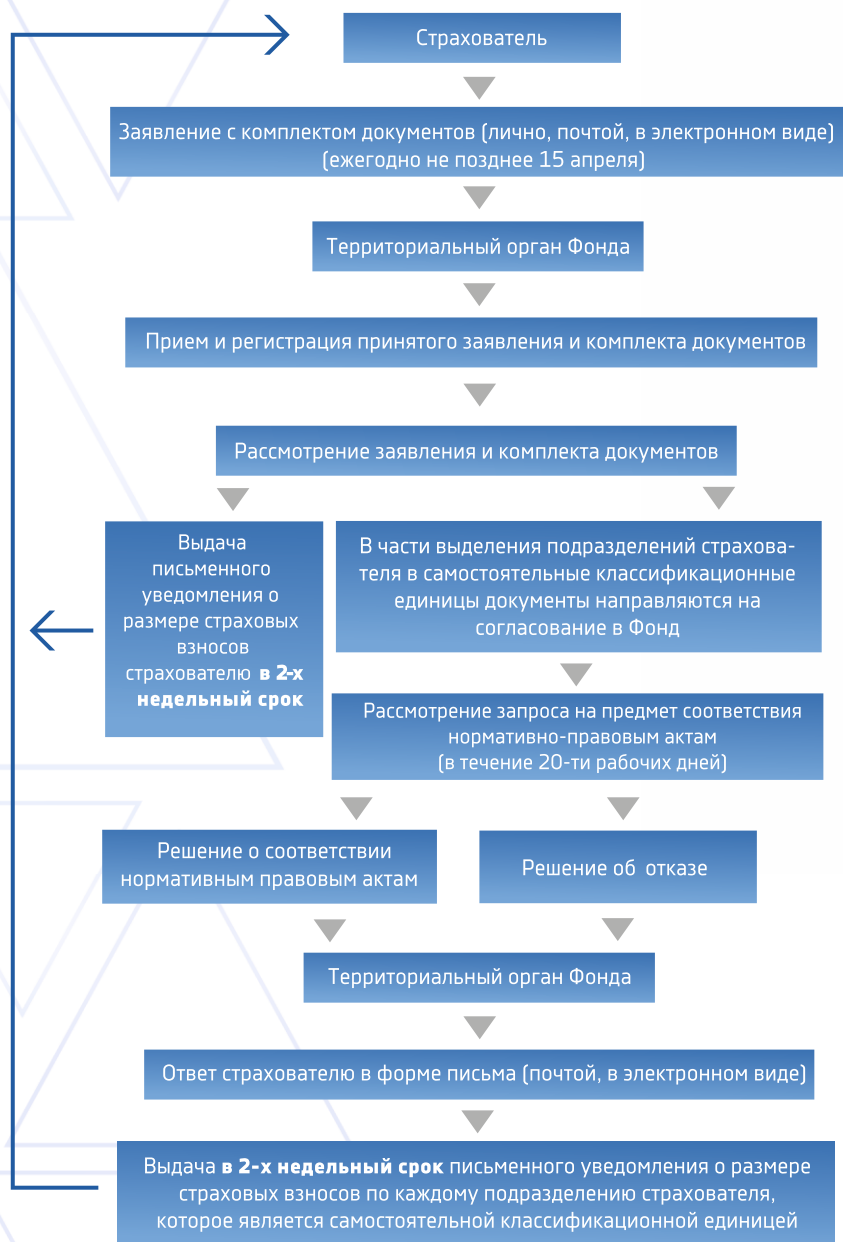 Страхователь
Заявление с комплектом документов (лично, почтой, в электронном виде)
(ежегодно не позднее 15 апреля)
Территориальный орган Фонда
Прием и регистрация принятого заявления и комплекта документов
Рассмотрение заявления и комплекта документов
Выдача
письменного
уведомления о
размере страховых
взносов
страхователю в 2-х
недельный срок
В части выделения подразделений страхова-
теля в самостоятельные классификационные
единицы документы направляются на
согласование в Фонд
Рассмотрение запроса на предмет соответствия
нормативно-правовым актам
(в течение 20-ти рабочих дней)
Решение о соответствии
нормативным правовым актам
Решение об отказе
Территориальный орган Фонда
Ответ страхователю в форме письма (почтой, в электронном виде)
Выдача в 2-х недельный срок письменного уведомления о размере
страховых взносов по каждому подразделению страхователя,
которое является самостоятельной классификационной единицей